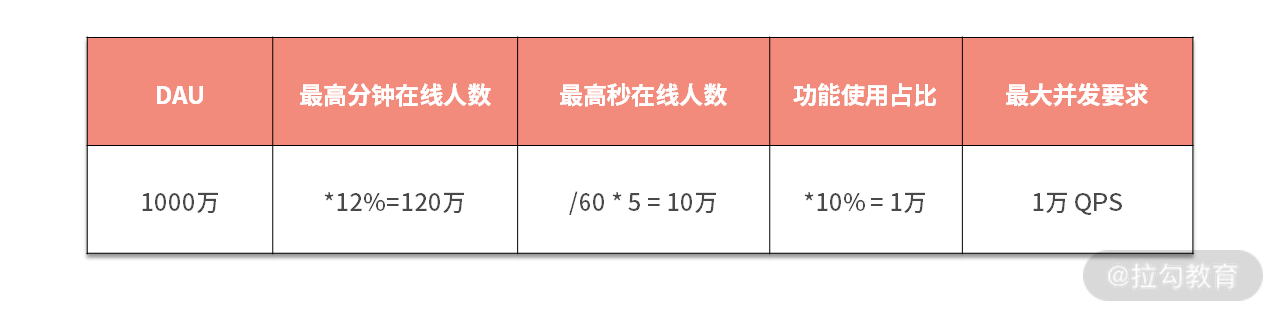 DAU 最高分钟在线人数 最高秒在线人数 功能使用占比 最大并发要求
1000万 *12%=120万 /60 * 5 = 10万 *10% = 1万 1万 QPS
@拉勾教育